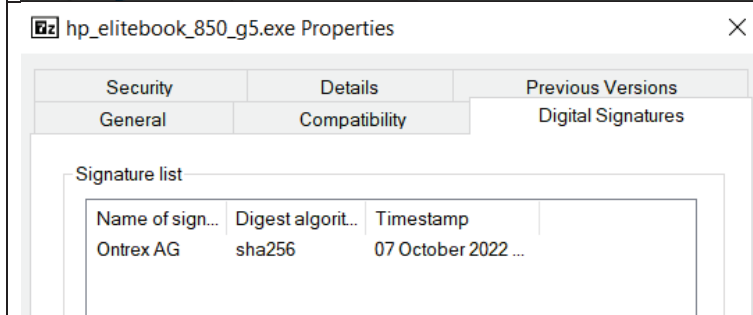 7z hp_elitebook_850_g5.exe Properties
Security Details Previous Versions
General Compatibility Digital Signatures
Signature list
Name of sign... Digest algorit... Timestamp
Ontrex AG sha256 07 October 2022 ...